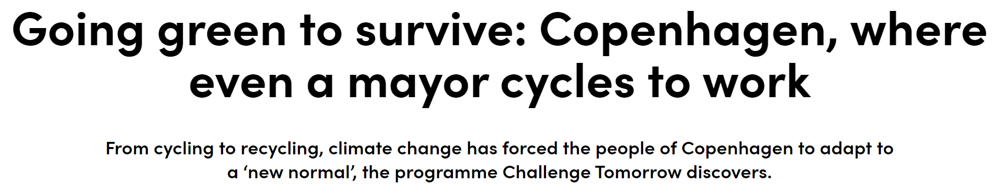 Going green to survive: Copenhagen, where
even a mayor cycles to work
From cycling to recycling, climate change has forced the people of Copenhagen to adapt to
a ‘new normal’, the programme Challenge Tomorrow discovers.